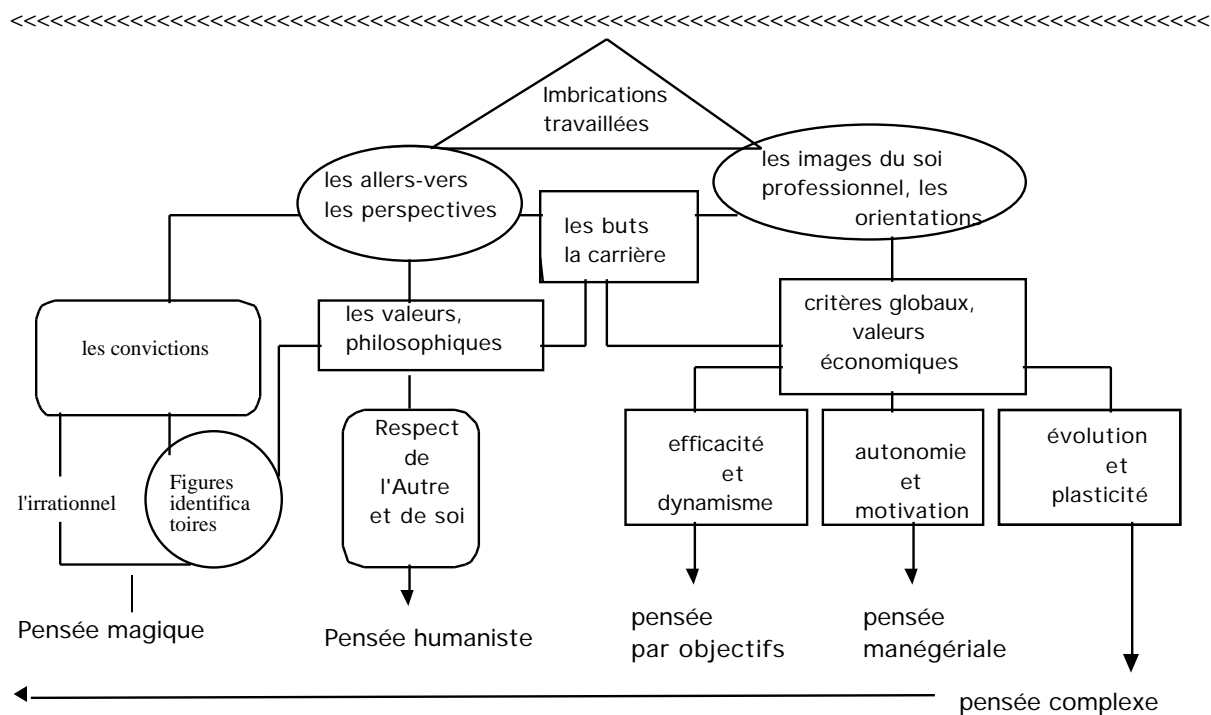 <<<<<<<<<<<<<<<<<<<<<<<<<<<<<<<<<<<<<<<<<<<<<<<<<<<<<<<<<<<<<<<<<<<<<<<<<<<<<<<<<<<<<<<<
Imbrications
travaillées
les allers-vers
les perspectives
les buts
la carrière
les images du soi
professionnel, les
orientations
les convictions
les valeurs,
philosophiques
critères globaux,
valeurs
économiques
l'irrationnel
Figures
identifica
toires
Respect
de
l'Autre
et de soi
efficacité
et
dynamisme
autonomie
et
motivation
évolution
et
plasticité
Pensée magique
Pensée humaniste
pensée
par objectifs
pensée
manégériale
pensée complexe